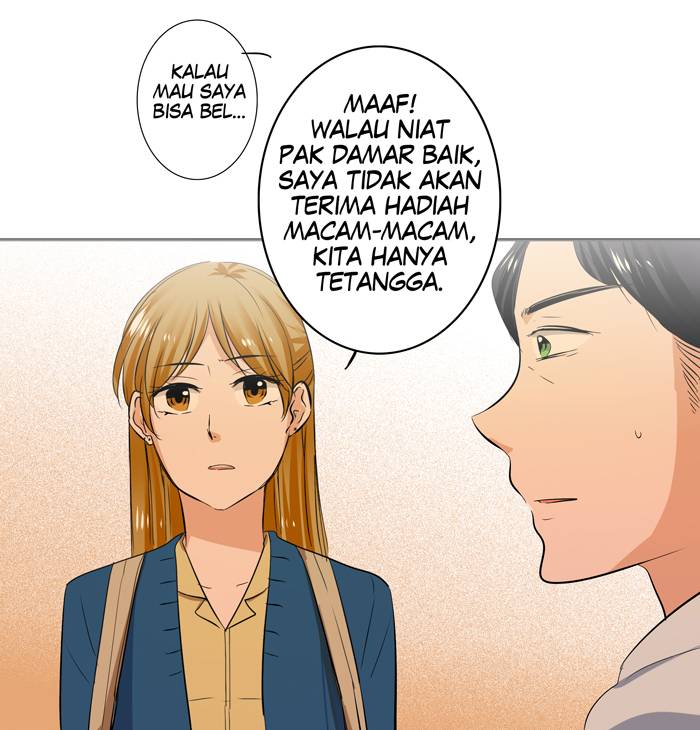 KALAU
MAU SAYA
BISA BEL...
MAAF!
WALAU NIAT
PAK DAMAR BAIK,
SAYA TIDAK AKAN
TERIMA HADIAH
MACAM-MACAM,
KITA HANYA
TETANGGA.